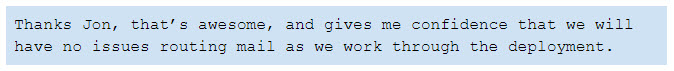 Thanks Jon, that’s awesome, and gives me confidence that we will
have no issues routing mail as we work through the deployment.